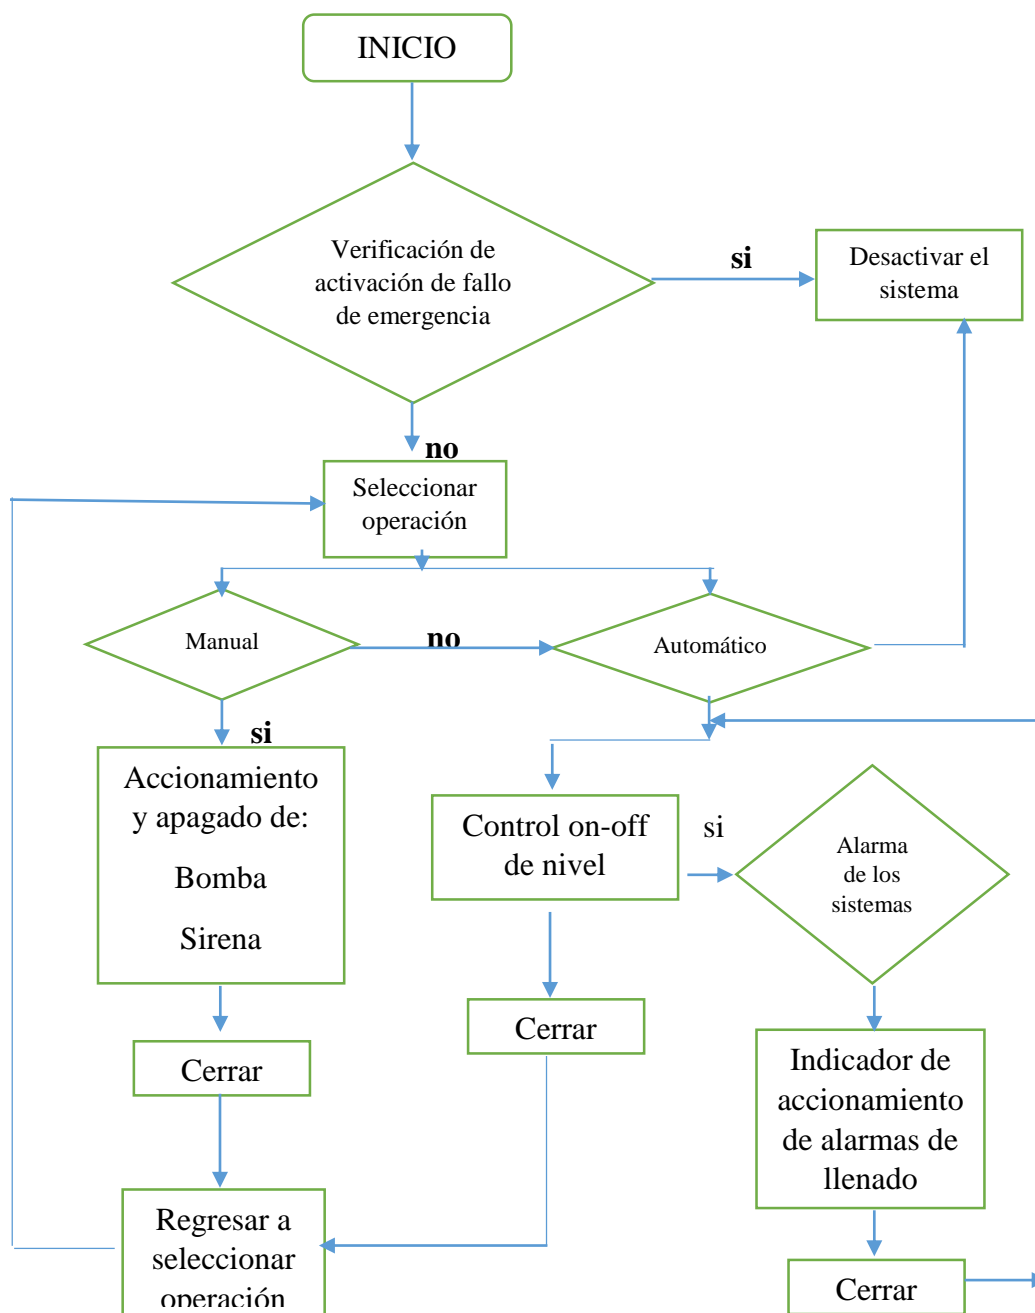 INICIO
Verificación de
activación de fallo
de emergencia
si
Desactivar el
sistema
no
Seleccionar
operación
Manual
no
Automático
si
Accionamiento
y apagado de:
Bomba
Sirena
Control on-off
de nivel
si
Alarma
de los
sistemas
Cerrar
Cerrar
Indicador de
accionamiento
de alarmas de
llenado
Regresar a
seleccionar
operación
Cerrar